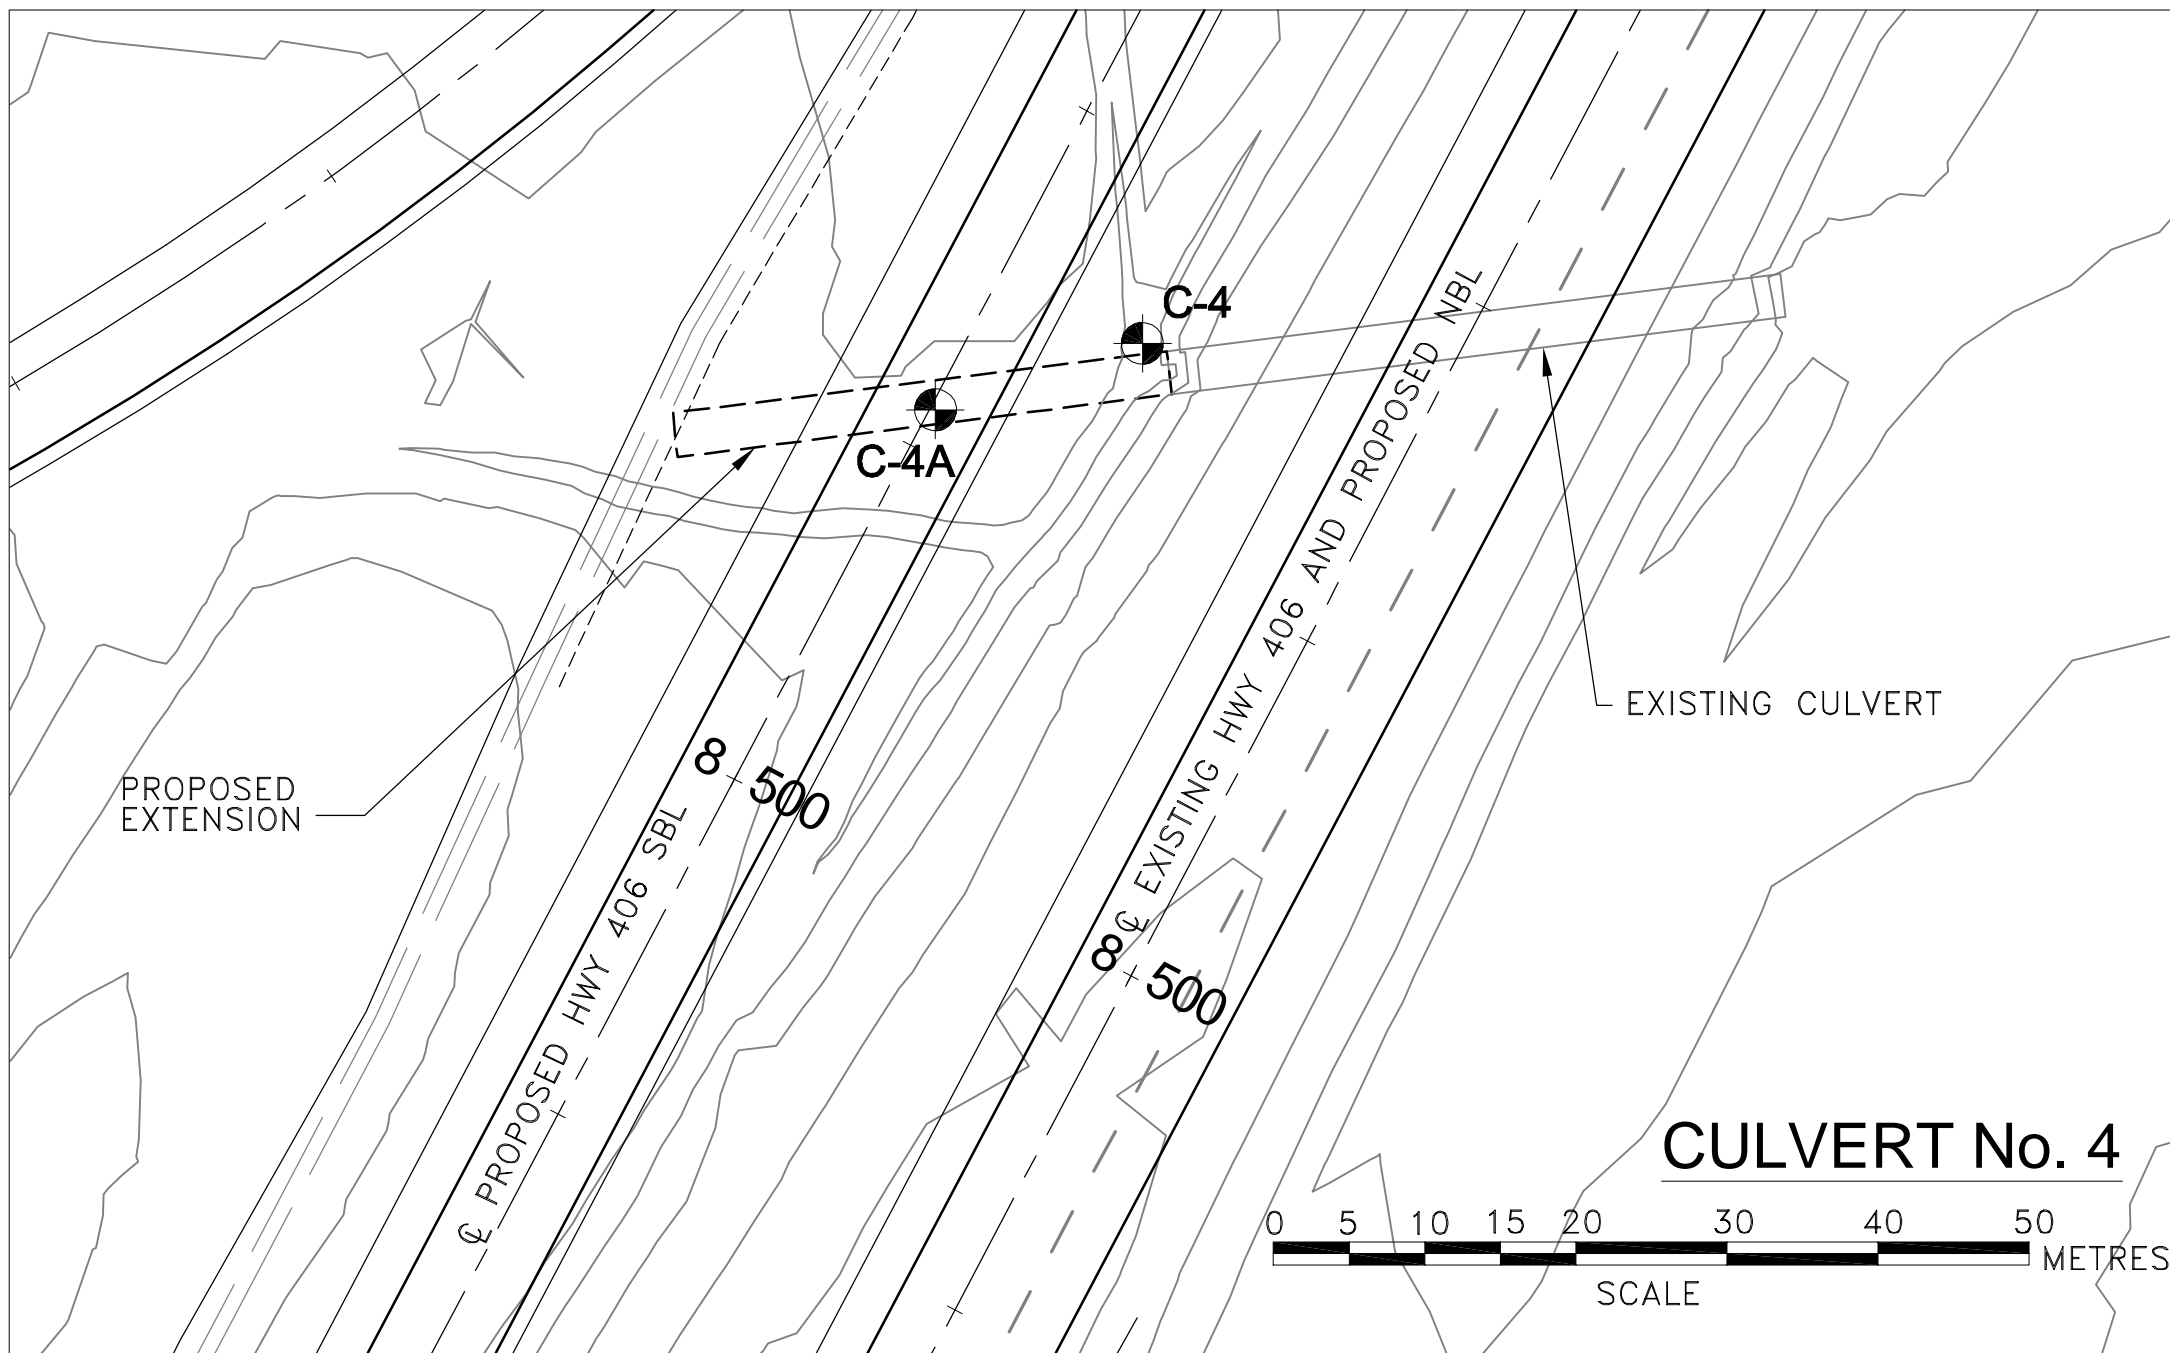 C-4
C-4A
EXISTING CULVERT
PROPOSED
EXTENSION
8+500
℄ PROPOSED HWY 406 SBL
8+500
℄ EXISTING HWY 406 AND PROPOSED NBL
CULVERT No. 4
0 5 10 15 20 30 40 50
METRES
SCALE